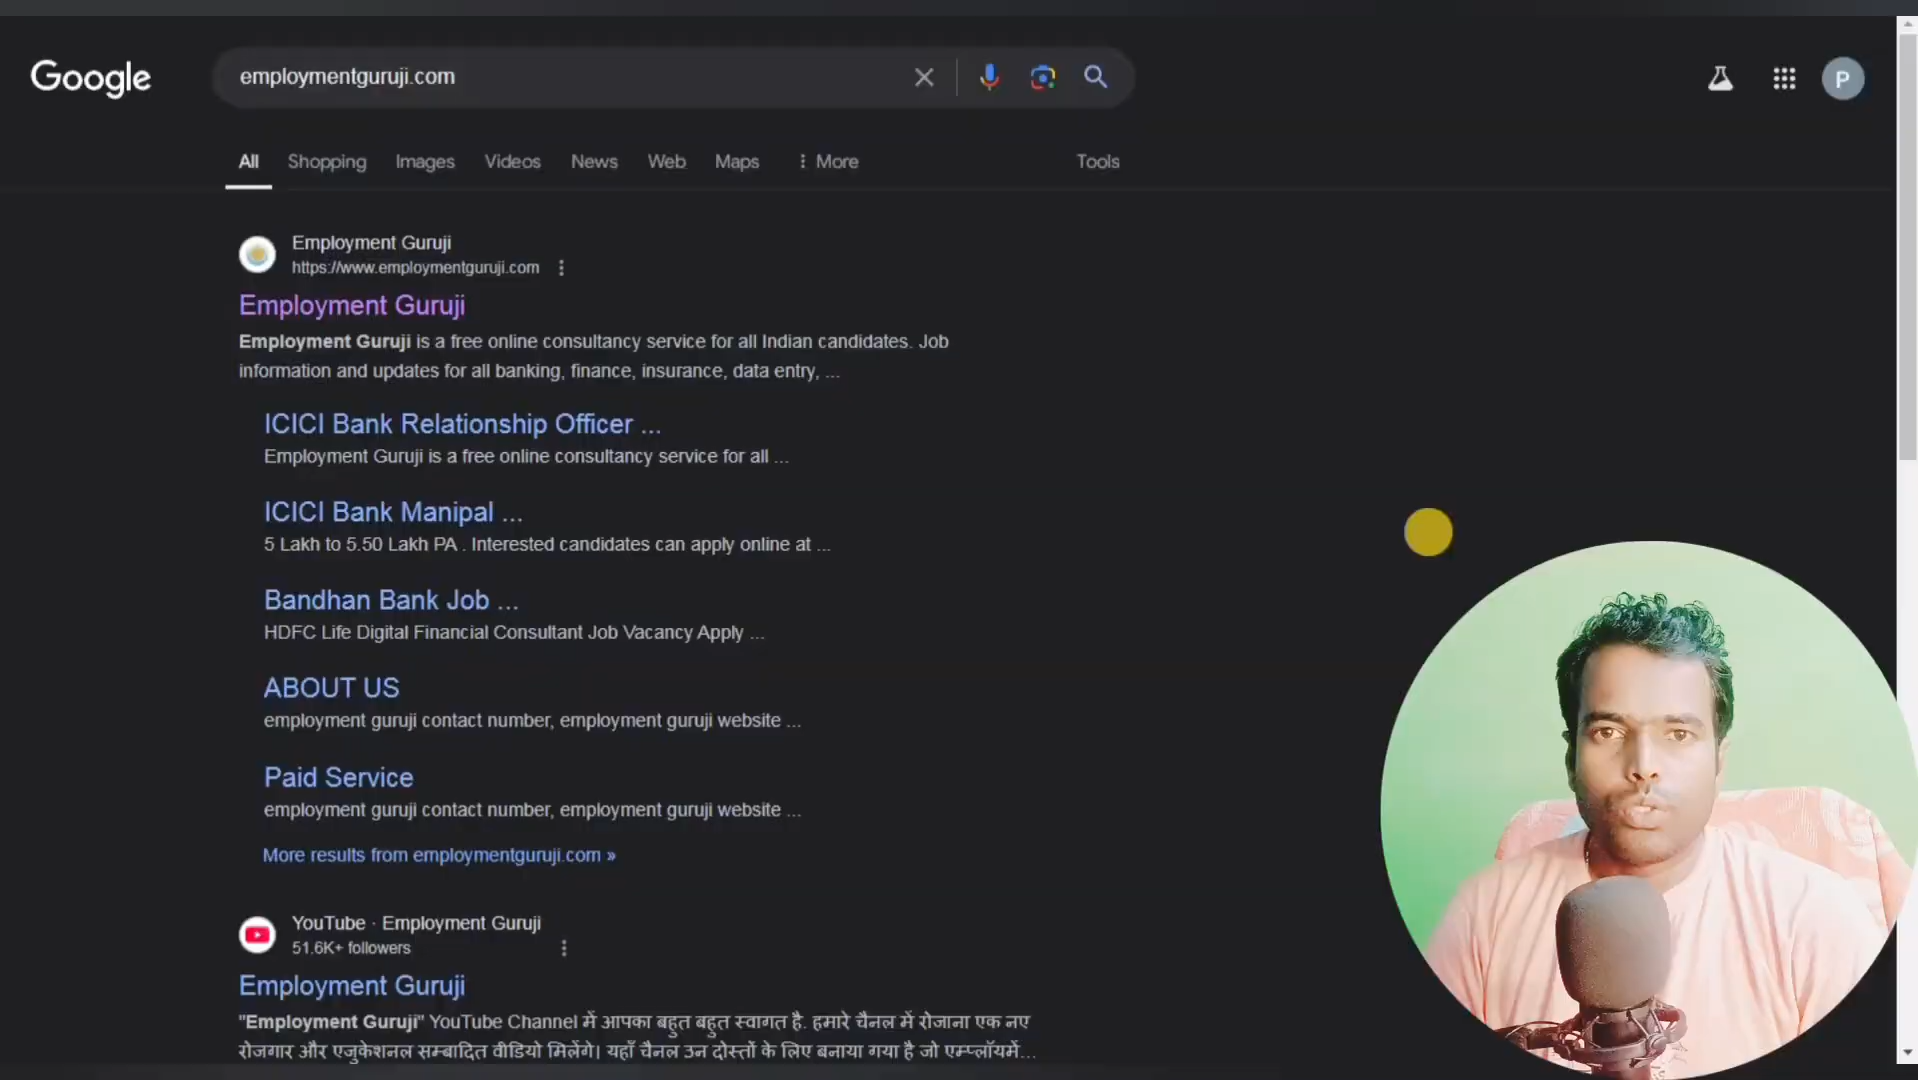 Google
employmentguruji.com
P
All Shopping Images Videos News Web Maps More Tools
Employment Guruji
https://www.employmentguruji.com
Employment Guruji
Employment Guruji is a free online consultancy service for all Indian candidates. Job
information and updates for all banking, finance, insurance, data entry, ...
ICICI Bank Relationship Officer ...
Employment Guruji is a free online consultancy service for all ...
ICICI Bank Manipal ...
5 Lakh to 5.50 Lakh PA . Interested candidates can apply online at ...
Bandhan Bank Job ...
HDFC Life Digital Financial Consultant Job Vacancy Apply ...
ABOUT US
employment guruji contact number, employment guruji website ...
Paid Service
employment guruji contact number, employment guruji website ...
More results from employmentguruji.com »
YouTube · Employment Guruji
51.6K+ followers
Employment Guruji
"Employment Guruji" YouTube Channel में आपका बहुत बहुत स्वागत है. हमारे चैनल में रोजाना एक नए
रोजगार और एजुकेशनल सम्बादित वीडियो मिलेंगे। यहाँ चैनल उन दोस्तों के लिए बनाया गया है जो एम्प्लॉयमें...